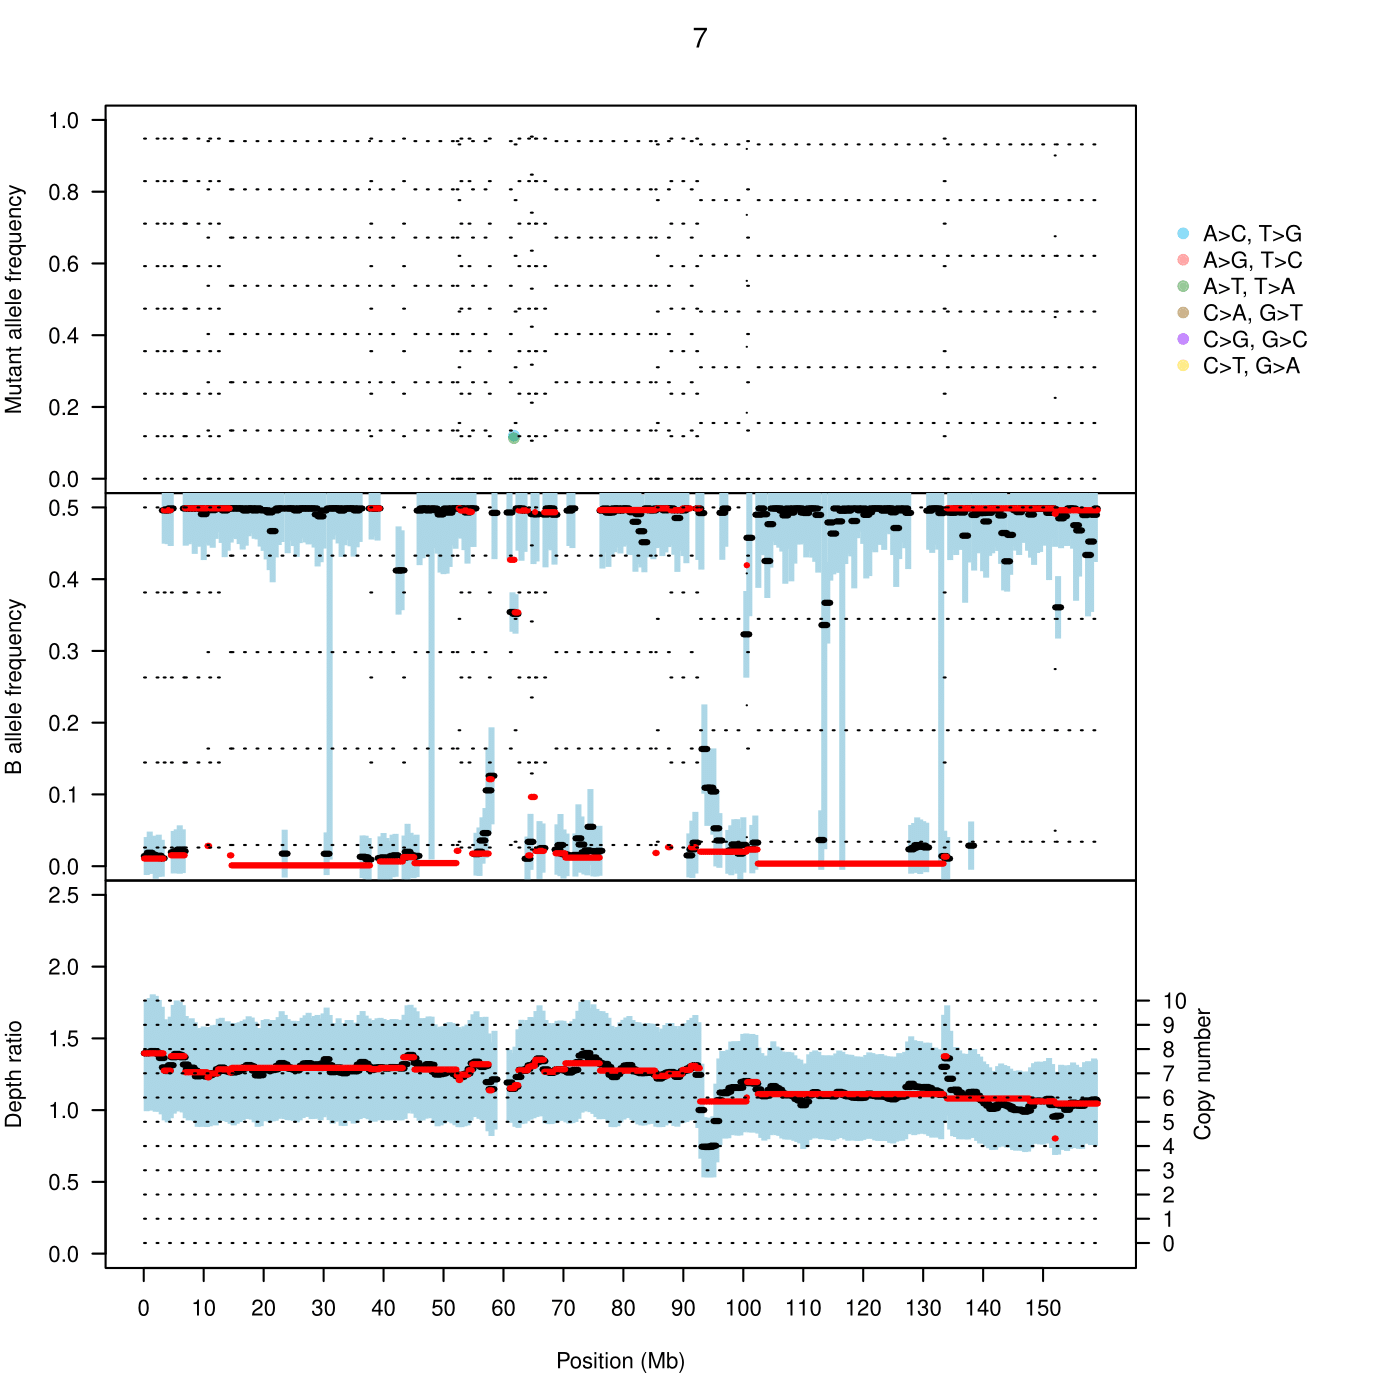 7
Mutant allele frequency
1.0
0.8
0.6
0.4
0.2
0.0
A>C, T>G
A>G, T>C
A>T, T>A
C>A, G>T
C>G, G>C
C>T, G>A
B allele frequency
0.5
0.4
0.3
0.2
0.1
0.0
Depth ratio
2.5
2.0
1.5
1.0
0.5
0.0
10
9
8
7
6
5
4
3
2
1
0
Copy number
0 10 20 30 40 50 60 70 80 90 100 110 120 130 140 150
Position (Mb)